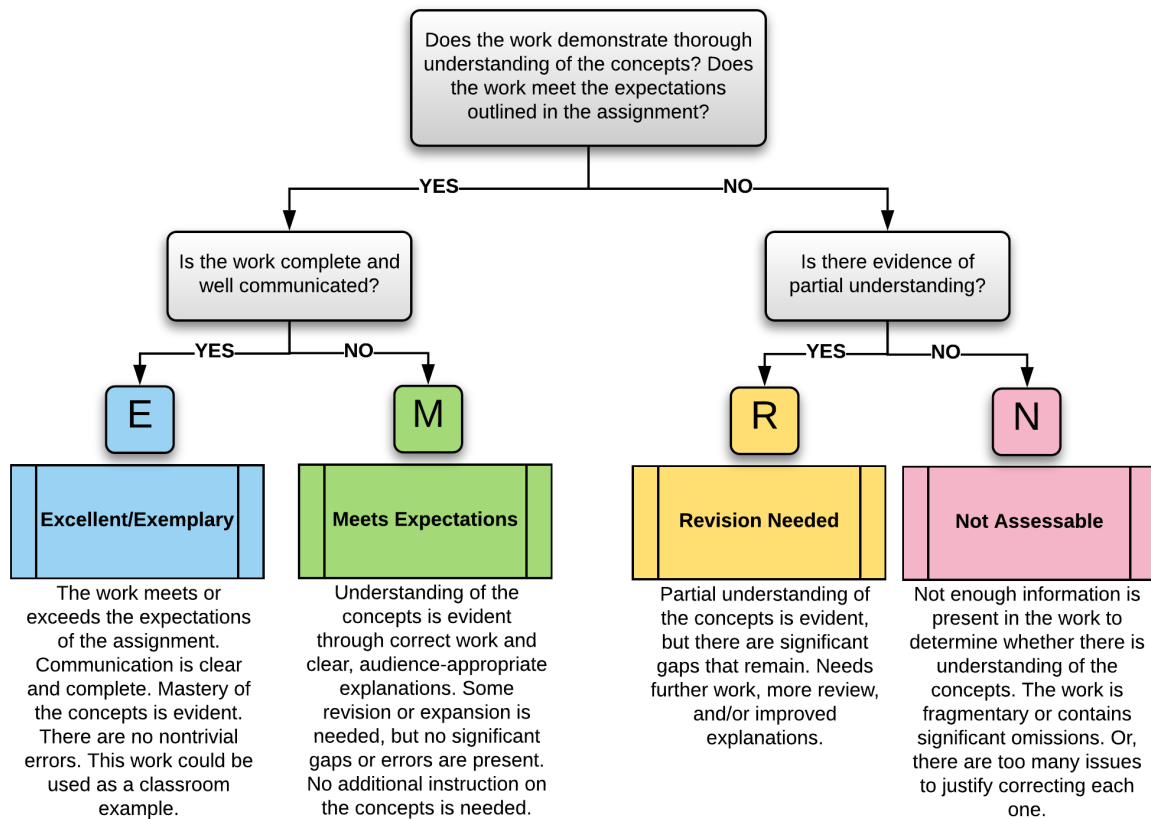 Does the work demonstrate thorough
understanding of the concepts? Does
the work meet the expectations
outlined in the assignment?
YES
NO
Is the work complete and
well communicated?
Is there evidence of
partial understanding?
YES
NO
YES
NO
E
M
R
N
Excellent/Exemplary
Meets Expectations
Revision Needed
Not Assessable
The work meets or
exceeds the expectations
of the assignment.
Communication is clear
and complete. Mastery of
the concepts is evident.
There are no nontrivial
errors. This work could be
used as a classroom
example.
Understanding of the
concepts is evident
through correct work and
clear, audience-appropriate
explanations. Some
revision or expansion is
needed, but no significant
gaps or errors are present.
No additional instruction on
the concepts is needed.
Partial understanding of
the concepts is evident,
but there are significant
gaps that remain. Needs
further work, more review,
and/or improved
explanations.
Not enough information is
present in the work to
determine whether there is
understanding of the
concepts. The work is
fragmentary or contains
significant omissions. Or,
there are too many issues
to justify correcting each
one.